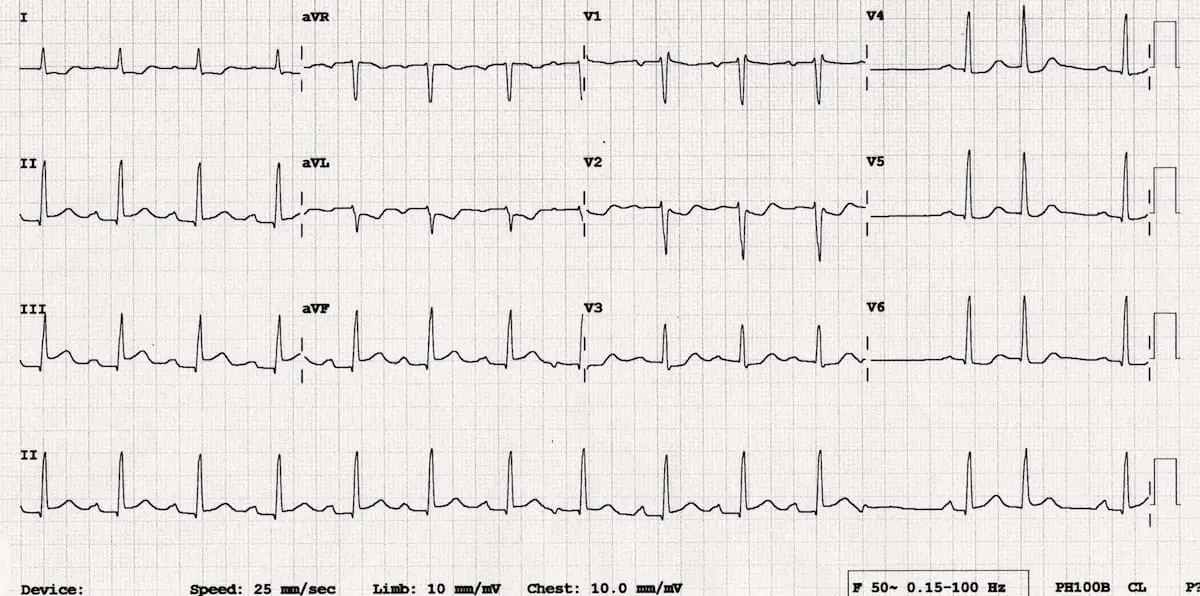 I aVR V1 V4
II aVL V2 V5
III aVF V3 V6
II
Device: Speed: 25 mm/sec Limb: 10 mm/mV Chest: 10.0 mm/mV F 50~ 0.15-100 Hz PH100B CL